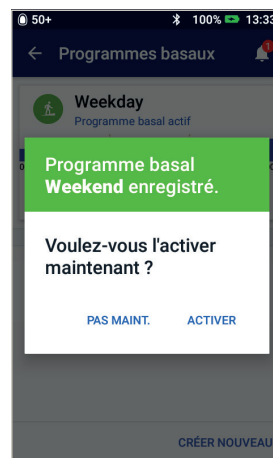 50+ 100% 13:33
Programmes basaux 1
Weekday
Programme basal actif
Programme basal
Weekend enregistré.
Voulez-vous l'activer
maintenant ?
PAS MAINT. ACTIVER
CRÉER NOUVEAU